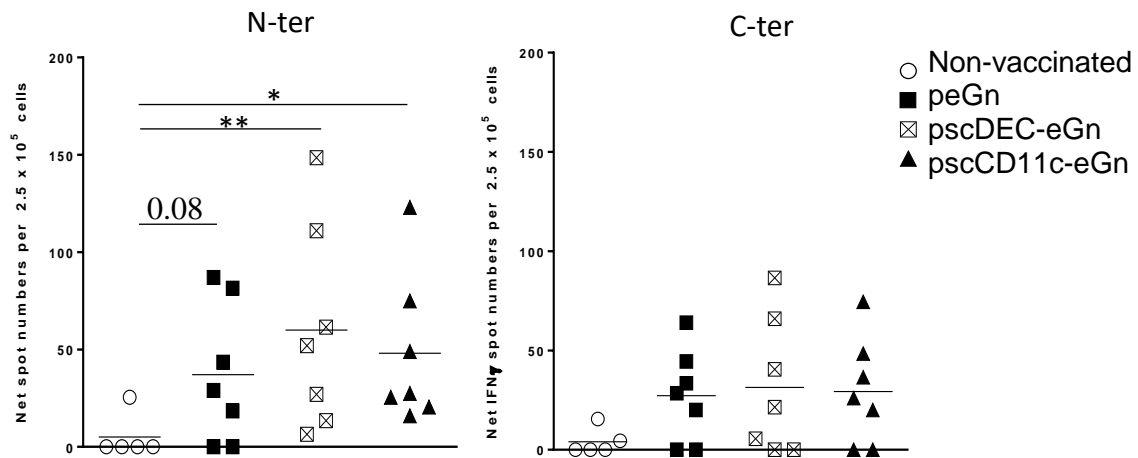 N-ter
Net spot numbers per 2.5 x 10⁵ cells
200
150
100
50
0
*
**
0.08
C-ter
Net IFNγ spot numbers per 2.5 x 10⁵ cells
200
150
100
50
0
Non-vaccinated
peGn
pscDEC-eGn
pscCD11c-eGn